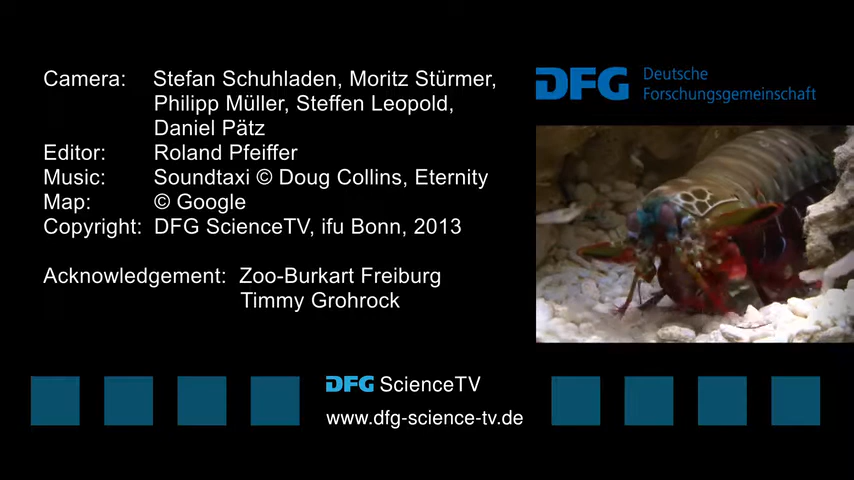 Camera: Stefan Schuhladen, Moritz Stürmer,
Philipp Müller, Steffen Leopold,
Daniel Pätz
Editor: Roland Pfeiffer
Music: Soundtaxi © Doug Collins, Eternity
Map: © Google
Copyright: DFG ScienceTV, ifu Bonn, 2013
Acknowledgement: Zoo-Burkart Freiburg
Timmy Grohrock
DFG Deutsche
Forschungsgemeinschaft
DFG ScienceTV
www.dfg-science-tv.de